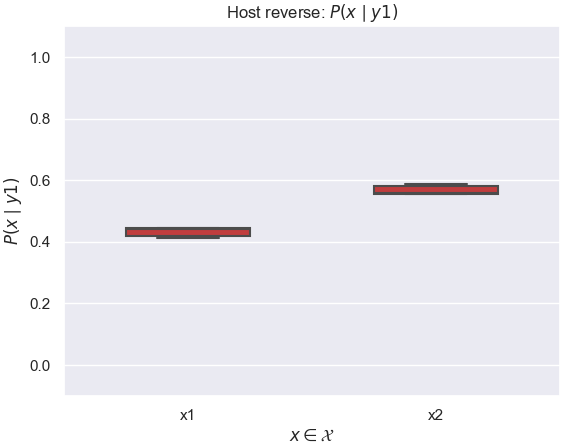 Host reverse: P(x | y1)
1.0
0.8
0.6
0.4
0.2
0.0
P(x | y1)
x1 x2
x ∈ 𝒳